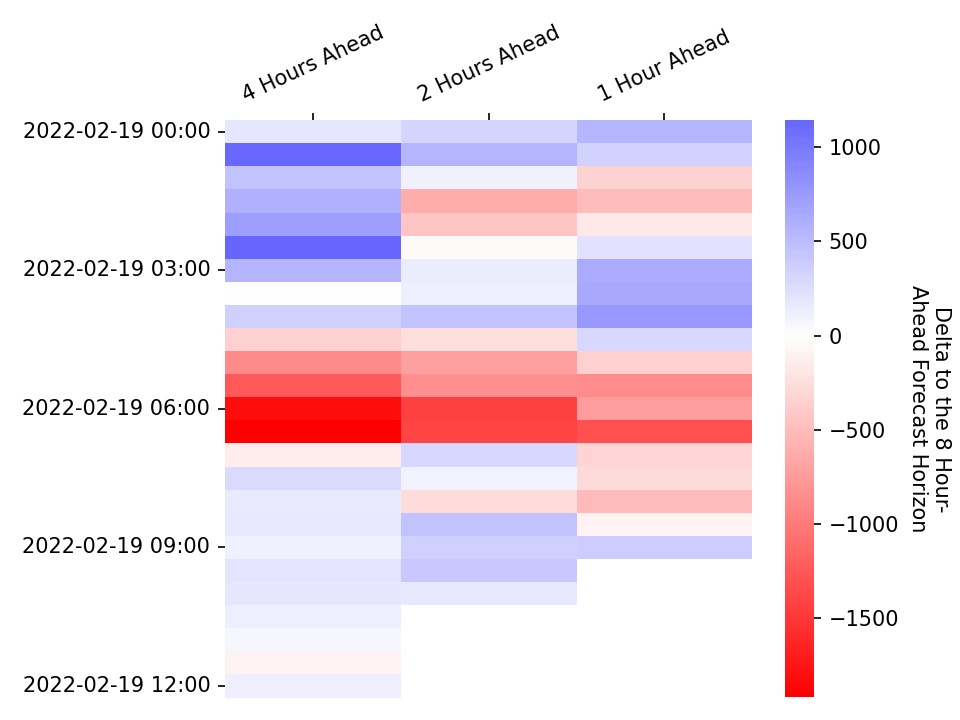 4 Hours Ahead
2 Hours Ahead
1 Hour Ahead
2022-02-19 00:00
2022-02-19 03:00
2022-02-19 06:00
2022-02-19 09:00
2022-02-19 12:00
1000
500
0
−500
−1000
−1500
Delta to the 8 Hour-
Ahead Forecast Horizon